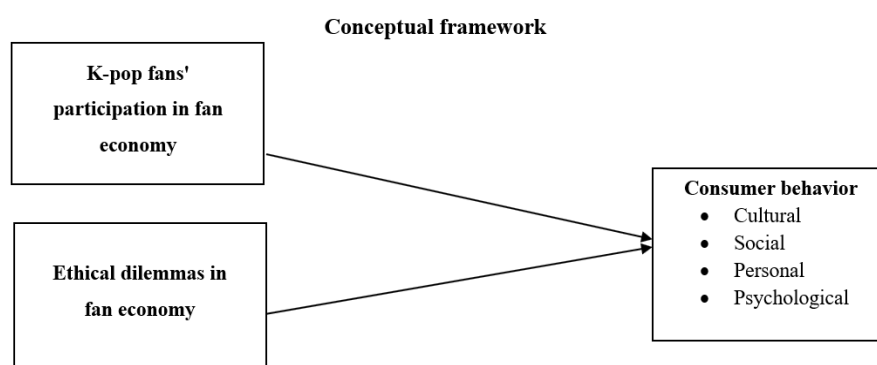 Conceptual framework
K-pop fans'
participation in fan
economy
Ethical dilemmas in
fan economy
Consumer behavior
• Cultural
• Social
• Personal
• Psychological